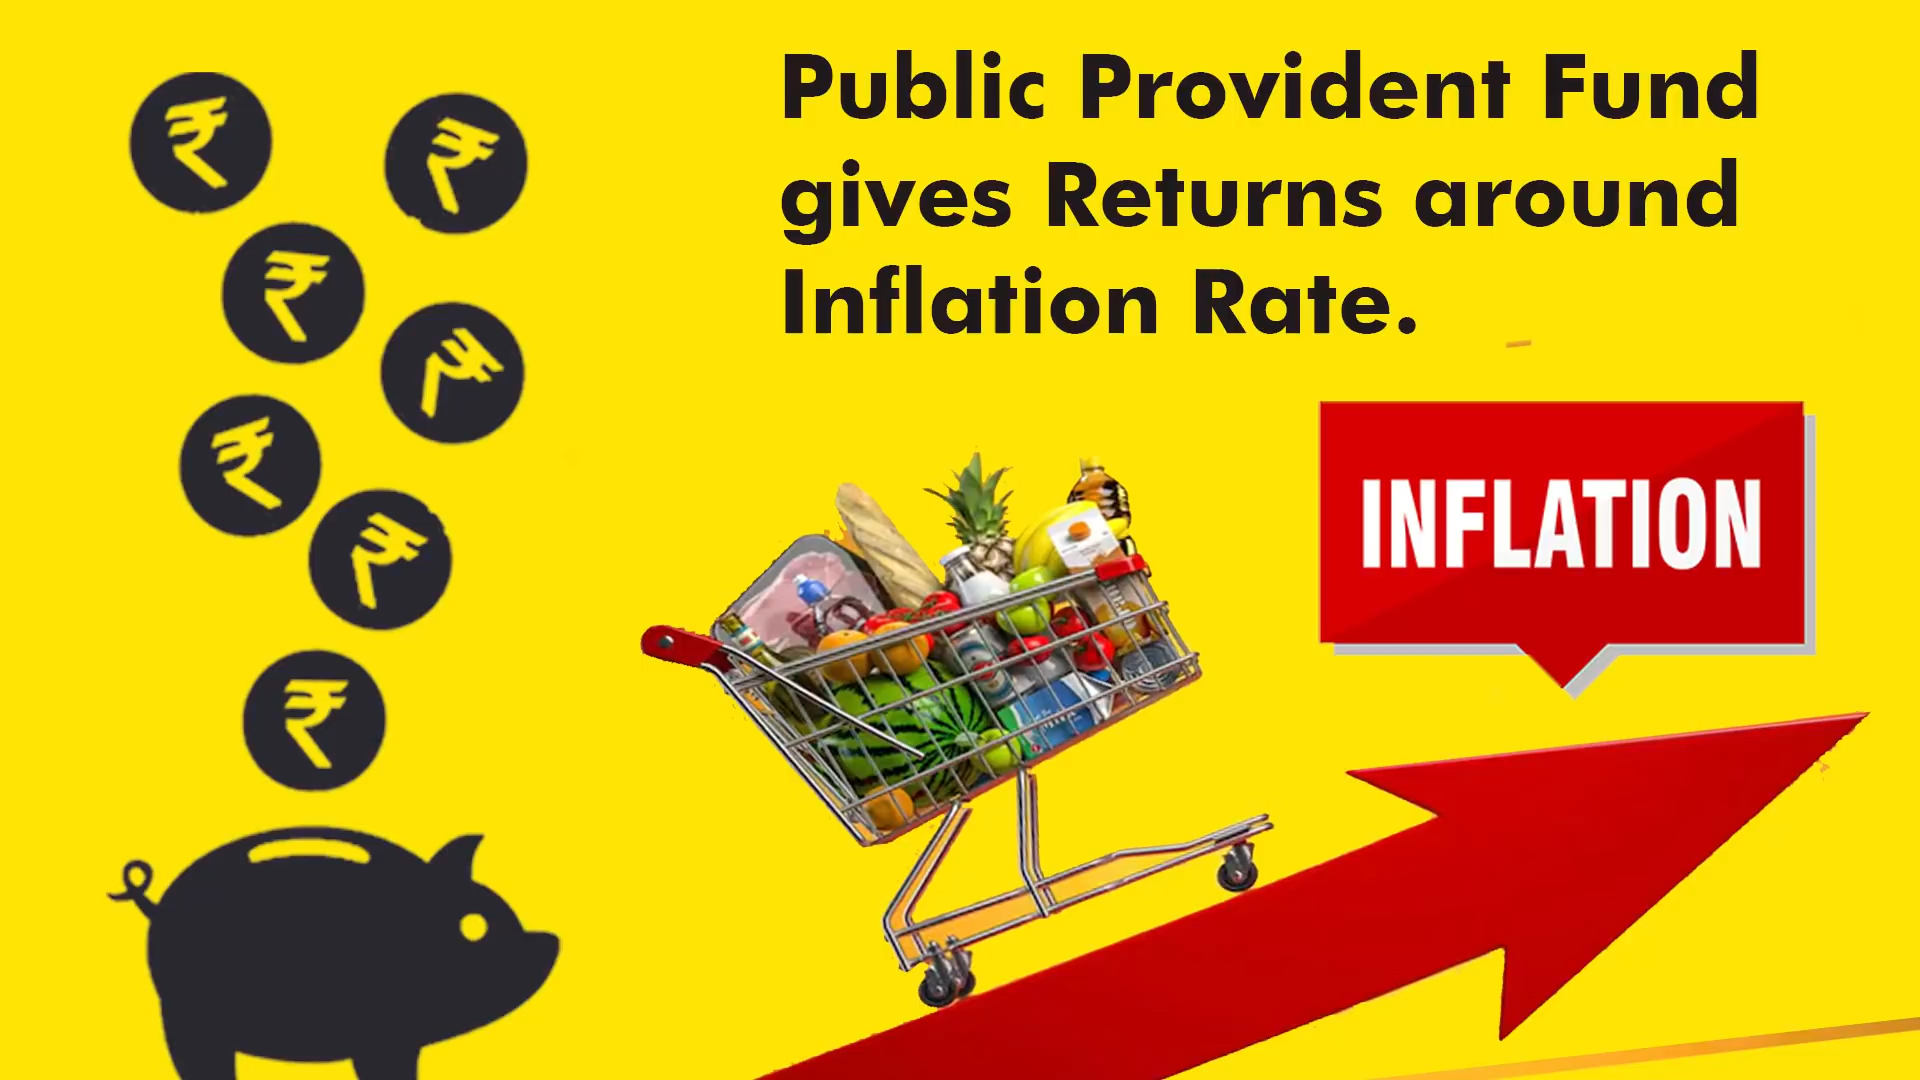 Public Provident Fund
gives Returns around
Inflation Rate.
INFLATION
₹
₹
₹
₹
₹
₹
₹